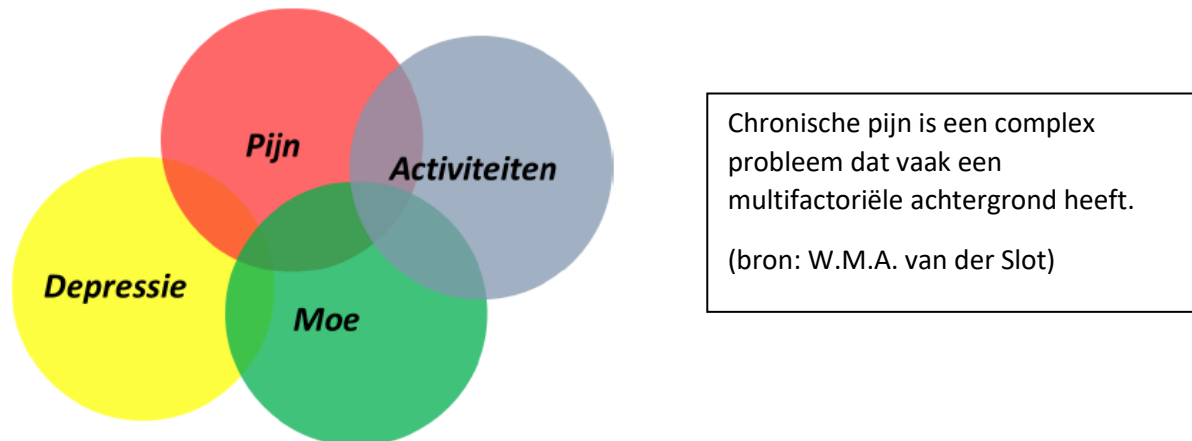 Pijn
Activiteiten
Depressie
Moe
Chronische pijn is een complex
probleem dat vaak een
multifactoriële achtergrond heeft.
(bron: W.M.A. van der Slot)